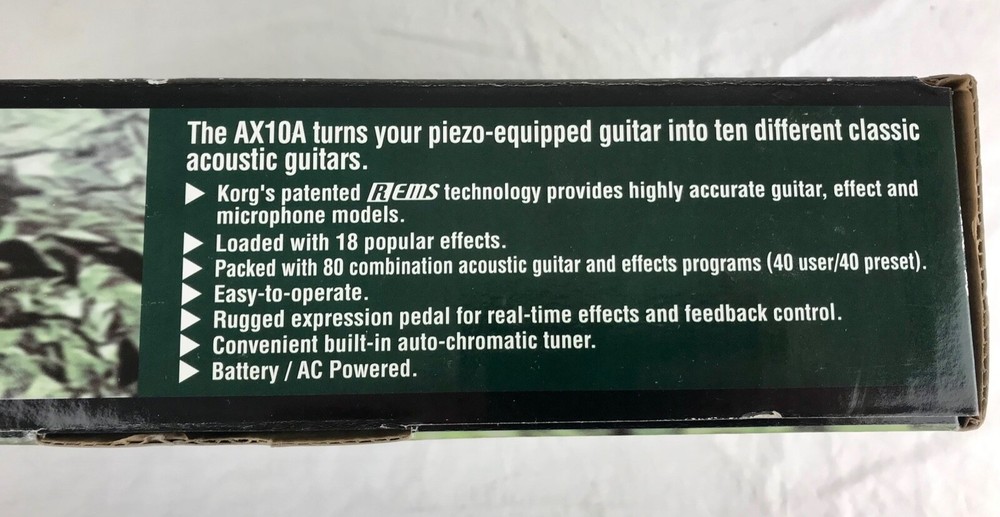 The AX10A turns your piezo-equipped guitar into ten different classic
acoustic guitars.
Korg's patented REMS technology provides highly accurate guitar, effect and
microphone models.
Loaded with 18 popular effects.
Packed with 80 combination acoustic guitar and effects programs (40 user/40 preset).
Easy-to-operate.
Rugged expression pedal for real-time effects and feedback control.
Convenient built-in auto-chromatic tuner.
Battery / AC Powered.